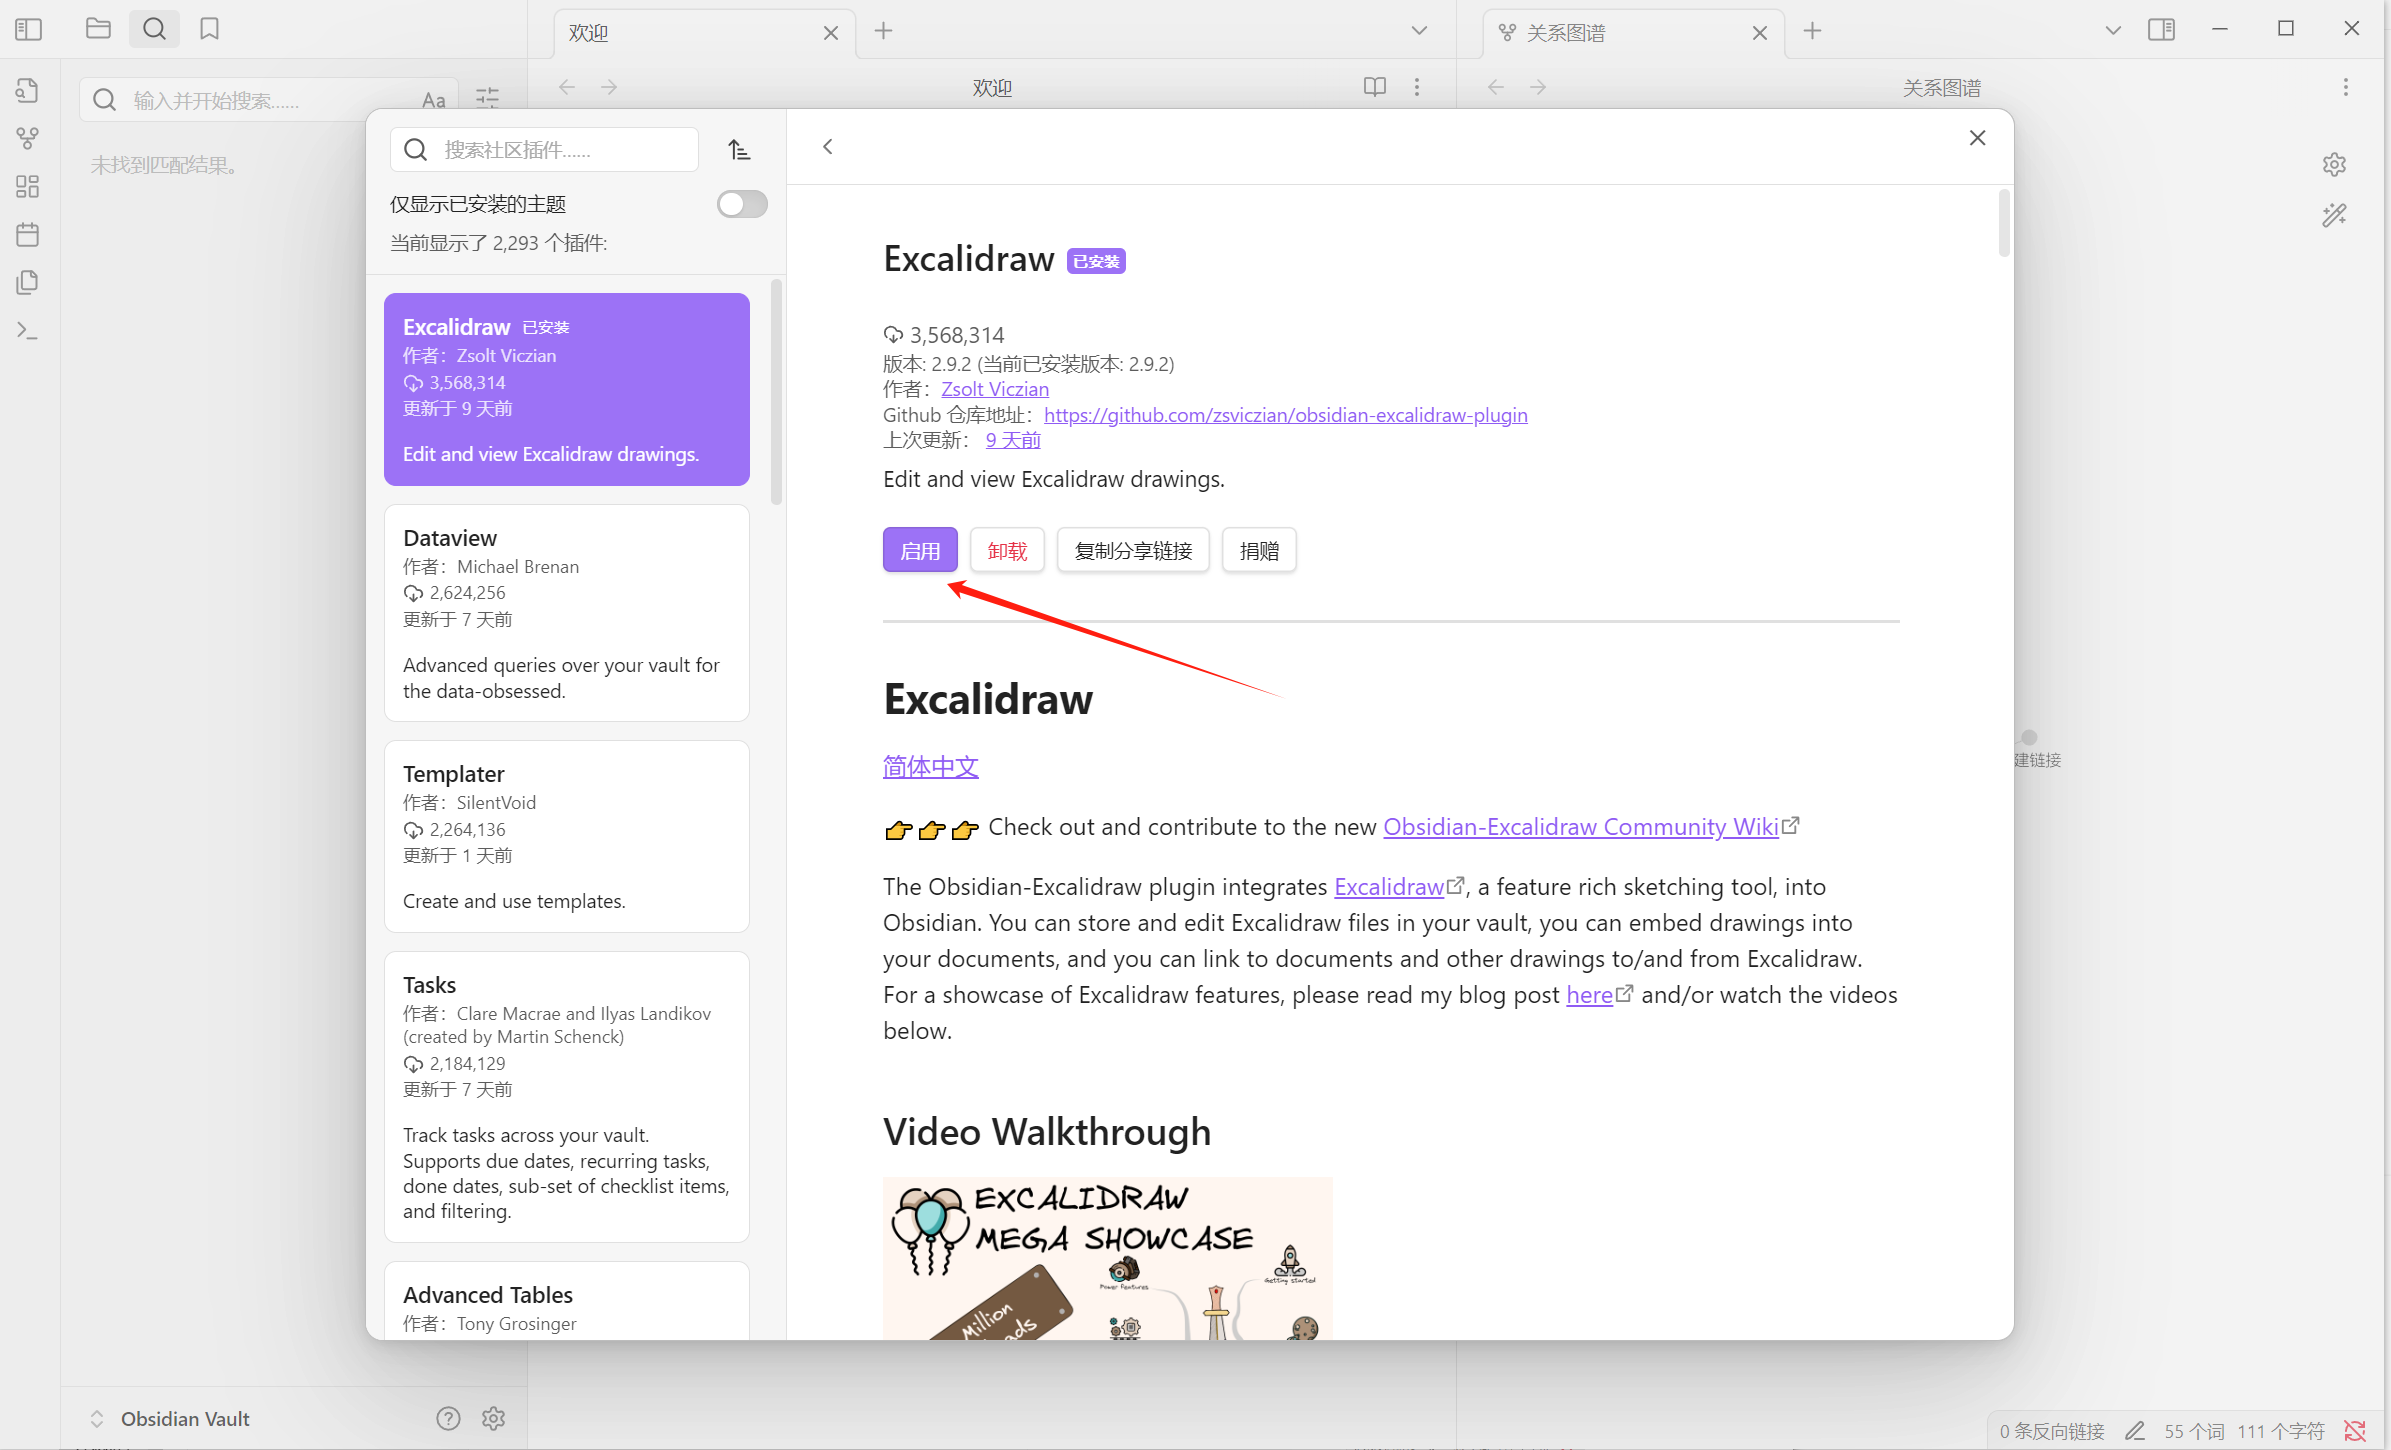 欢迎
关系图谱
输入并开始搜索......
Aa
欢迎
关系图谱
未找到匹配结果。
搜索社区插件......
仅显示已安装的主题
当前显示了 2,293 个插件:
Excalidraw 已安装
作者：Zsolt Viczian
3,568,314
更新于 9 天前
Edit and view Excalidraw drawings.
Dataview
作者：Michael Brenan
2,624,256
更新于 7 天前
Advanced queries over your vault for
the data-obsessed.
Templater
作者：SilentVoid
2,264,136
更新于 1 天前
Create and use templates.
Tasks
作者：Clare Macrae and Ilyas Landikov
(created by Martin Schenck)
2,184,129
更新于 7 天前
Track tasks across your vault.
Supports due dates, recurring tasks,
done dates, sub-set of checklist items,
and filtering.
Advanced Tables
作者：Tony Grosinger
Excalidraw 已安装
3,568,314
版本: 2.9.2 (当前已安装版本: 2.9.2)
作者：Zsolt Viczian
Github 仓库地址：https://github.com/zsviczian/obsidian-excalidraw-plugin
上次更新： 9 天前
Edit and view Excalidraw drawings.
启用 卸载 复制分享链接 捐赠
Excalidraw
简体中文
👉👉👉 Check out and contribute to the new Obsidian-Excalidraw Community Wiki
The Obsidian-Excalidraw plugin integrates Excalidraw, a feature rich sketching tool, into
Obsidian. You can store and edit Excalidraw files in your vault, you can embed drawings into
your documents, and you can link to documents and other drawings to/and from Excalidraw.
For a showcase of Excalidraw features, please read my blog post here and/or watch the videos
below.
Video Walkthrough
EXCALIDRAW
MEGA SHOWCASE
Power Features
Getting started
Million
建链接
Obsidian Vault
0 条反向链接 55 个词 111 个字符